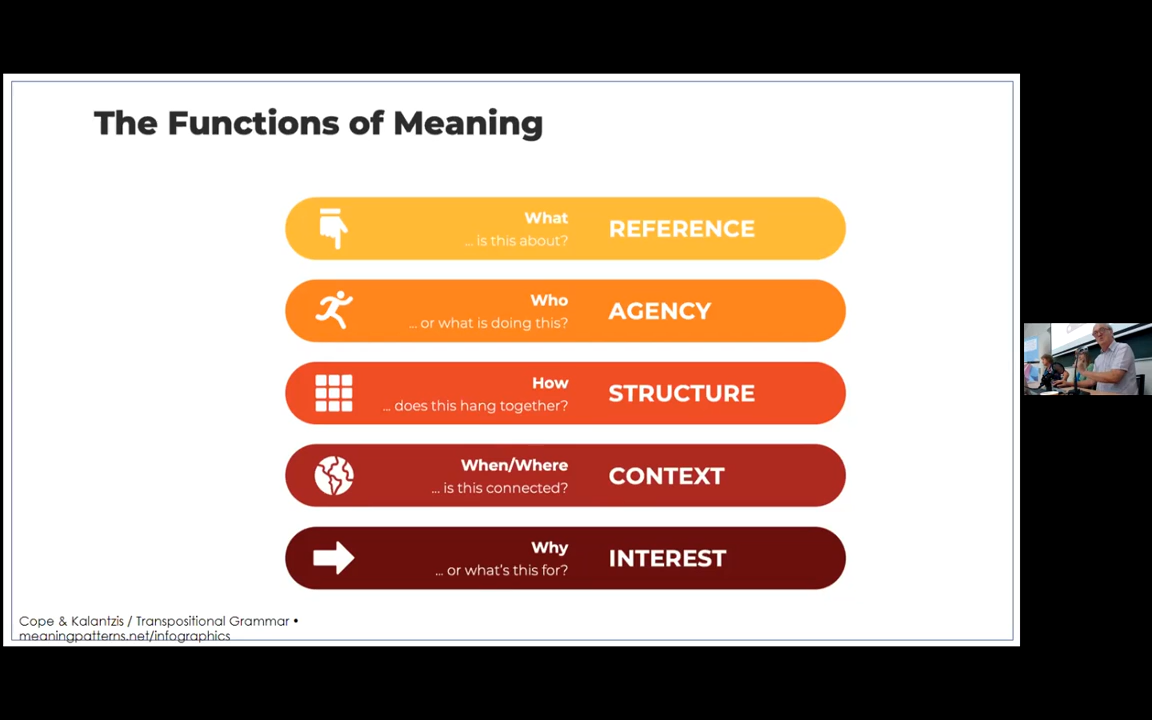 The Functions of Meaning
What
... is this about?
REFERENCE
Who
... or what is doing this?
AGENCY
How
... does this hang together?
STRUCTURE
When/Where
... is this connected?
CONTEXT
Why
... or what's this for?
INTEREST
Cope & Kalantzis / Transpositional Grammar •
meaningpatterns.net/infographics